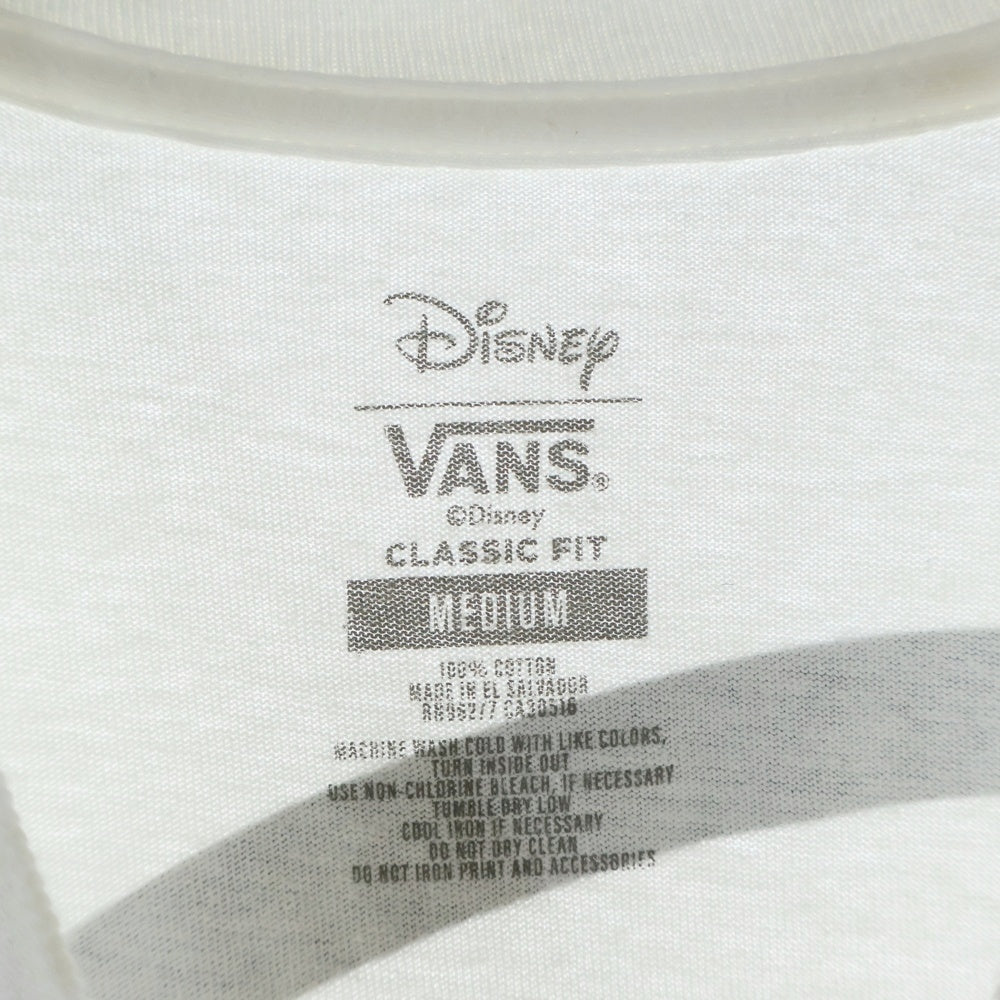 Disney
VANS®
©Disney
CLASSIC FIT
MEDIUM
100% COTTON
MADE IN EL SALVADOR
CA30516
MACHINE WASH COLD WITH LIKE COLORS,
TURN INSIDE OUT
USE NON-CHLORINE BLEACH, IF NECESSARY
TUMBLE DRY LOW
COOL IRON IF NECESSARY
DO NOT DRY CLEAN
DO NOT IRON PRINT AND ACCESSORIES